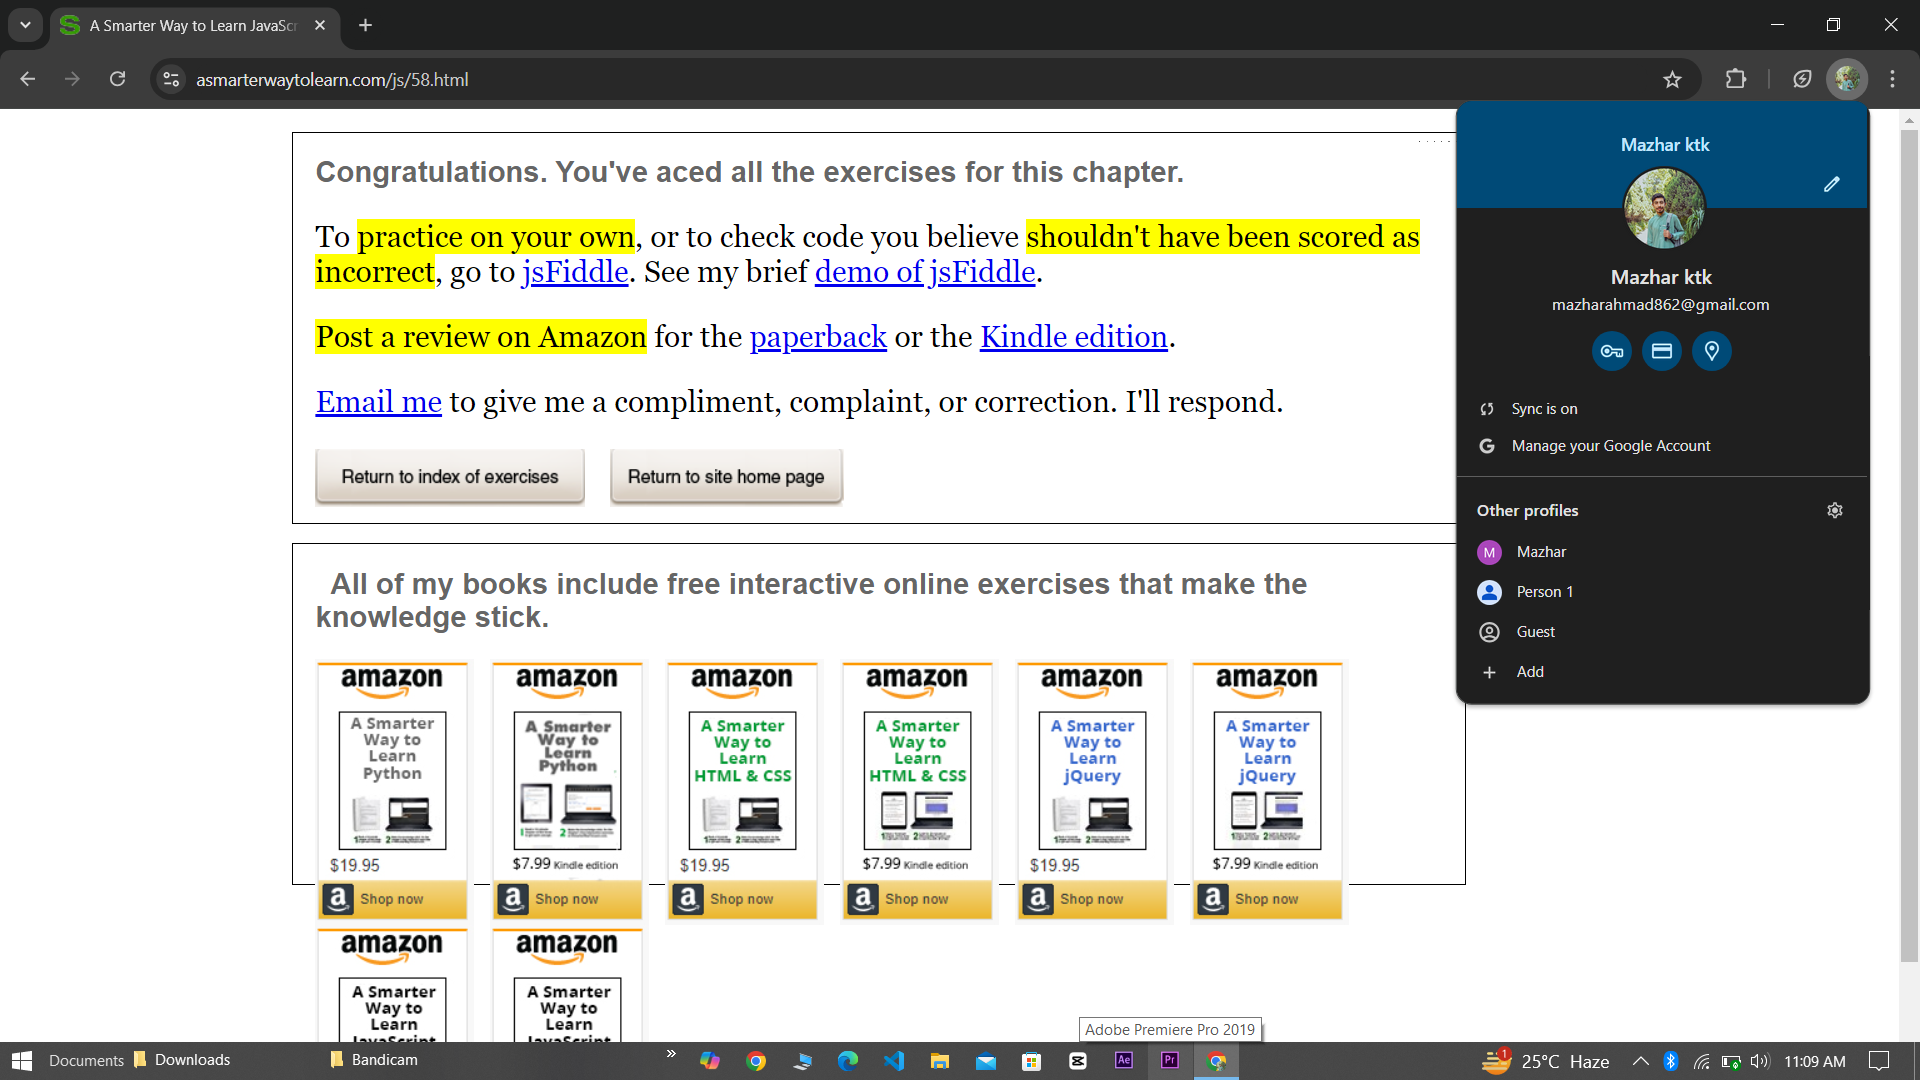 A Smarter Way to Learn JavaScr
asmarterwaytolearn.com/js/58.html
Congratulations. You've aced all the exercises for this chapter.
To practice on your own, or to check code you believe shouldn't have been scored as
incorrect, go to jsFiddle. See my brief demo of jsFiddle.
Post a review on Amazon for the paperback or the Kindle edition.
Email me to give me a compliment, complaint, or correction. I'll respond.
Return to index of exercises Return to site home page
Mazhar ktk
Mazhar ktk
mazharahmad862@gmail.com
Sync is on
G Manage your Google Account
Other profiles
M Mazhar
Person 1
Guest
Add
All of my books include free interactive online exercises that make the
knowledge stick.
amazon
A Smarter
Way to
Learn
Python
$19.95
a Shop now
amazon
A Smarter
Way to
Learn
Python
$7.99 Kindle edition
a Shop now
amazon
A Smarter
Way to
Learn
HTML & CSS
$19.95
a Shop now
amazon
A Smarter
Way to
Learn
HTML & CSS
$7.99 Kindle edition
a Shop now
amazon
A Smarter
Way to
Learn
jQuery
$19.95
a Shop now
amazon
A Smarter
Way to
Learn
jQuery
$7.99 Kindle edition
a Shop now
amazon
A Smarter
Way to
Learn
JavaScript
amazon
A Smarter
Way to
Learn
JavaScript
Adobe Premiere Pro 2019
Documents Downloads Bandicam » Ae Pr 1 25°C Haze 11:09 AM